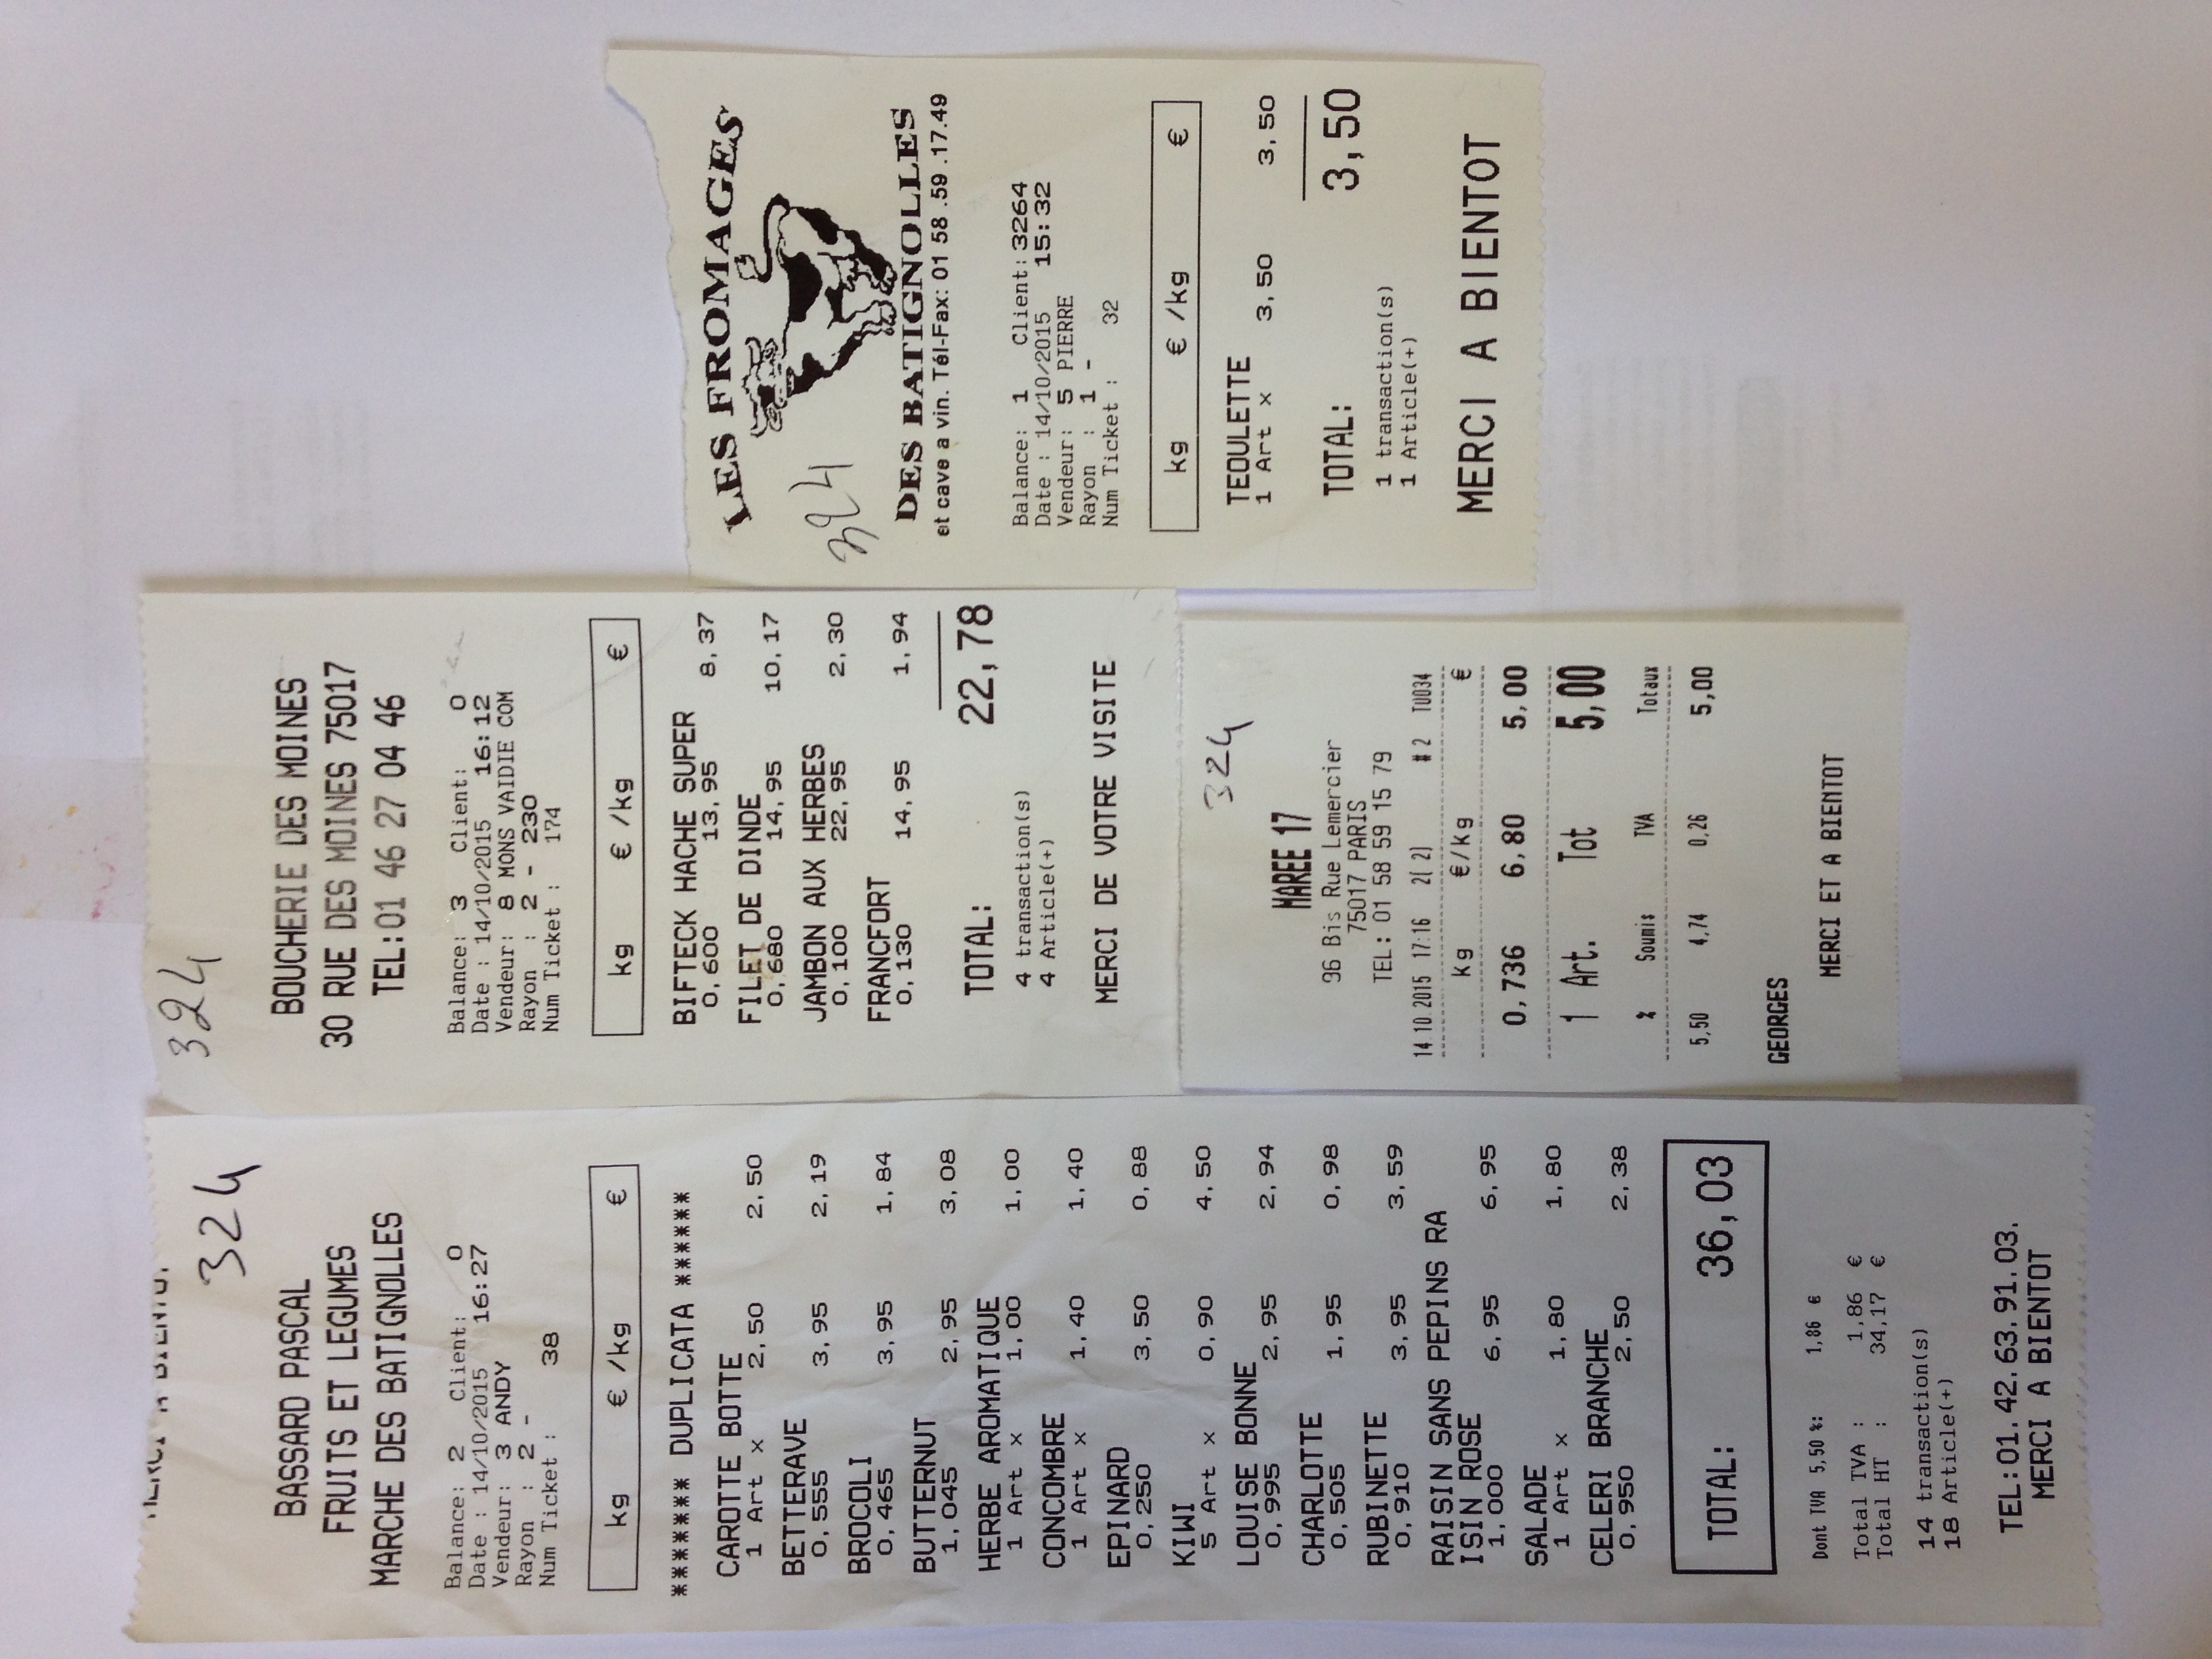 MERCI A BIENTOT.
324
BASSARD PASCAL
FRUITS ET LEGUMES
MARCHE DES BATIGNOLLES
Balance: 2 Client: 0
Date : 14/10/2015 16:27
Vendeur: 3 ANDY
Rayon : 2 -
Num Ticket : 38
kg € /kg €
******* DUPLICATA ******
CAROTTE BOTTE
1 Art x 2,50 2,50
BETTERAVE
0,555 3,95 2,19
BROCOLI
0,465 3,95 1,84
BUTTERNUT
1,045 2,95 3,08
HERBE AROMATIQUE
1 Art x 1,00 1,00
CONCOMBRE
1 Art x 1,40 1,40
EPINARD
0,250 3,50 0,88
KIWI
5 Art x 0,90 4,50
LOUISE BONNE
0,995 2,95 2,94
CHARLOTTE
0,505 1,95 0,98
RUBINETTE
0,910 3,95 3,59
RAISIN SANS PEPINS RA
ISIN ROSE
1,000 6,95 6,95
SALADE
1 Art x 1,80 1,80
CELERI BRANCHE
0,950 2,50 2,38
TOTAL: 36,03
Dont TVA 5,50 %: 1,86 €
Total TVA : 1,86 €
Total HT : 34,17 €
14 transaction(s)
18 Article(+)
TEL:01.42.63.91.03.
MERCI A BIENTOT
324
BOUCHERIE DES MOINES
30 RUE DES MOINES 75017
TEL:01 46 27 04 46
Balance: 3 Client: 0
Date : 14/10/2015 16:12
Vendeur: 8 MONS VAIDIE COM
Rayon : 2 - 230
Num Ticket : 174
kg € /kg €
BIFTECK HACHE SUPER
0,600 13,95 8,37
FILET DE DINDE
0,680 14,95 10,17
JAMBON AUX HERBES
0,100 22,95 2,30
FRANCFORT
0,130 14,95 1,94
TOTAL: 22,78
4 transaction(s)
4 Article(+)
MERCI DE VOTRE VISITE
324
MAREE 17
96 Bis Rue Lemercier
75017 PARIS
TEL: 01 58 59 15 79
14.10.2015 17:16 2( 2) #2 TU034
kg €/kg €
0,736 6,80 5,00
1 Art. Tot 5,00
% Soumis TVA Totaux
5,50 4,74 0,26 5,00
GEORGES
MERCI ET A BIENTOT
LES FROMAGES
324
DES BATIGNOLLES
et cave a vin. Tél-Fax: 01 58 .59 .17.49
Balance: 1 Client: 3264
Date : 14/10/2015 15:32
Vendeur: 5 PIERRE
Rayon : 1 -
Num Ticket : 32
kg € /kg €
TEOULETTE
1 Art x 3,50 3,50
TOTAL: 3,50
1 transaction(s)
1 Article(+)
MERCI A BIENTOT